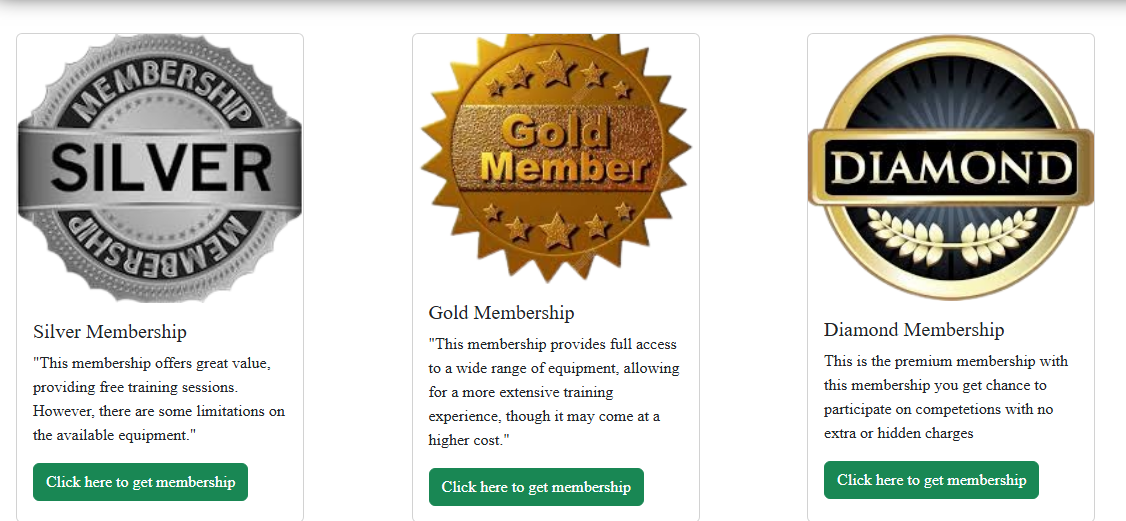 MEMBERSHIP
SILVER
MEMBERSHIP
Silver Membership
"This membership offers great value,
providing free training sessions.
However, there are some limitations on
the available equipment."
Click here to get membership
Gold
Member
Gold Membership
"This membership provides full access
to a wide range of equipment, allowing
for a more extensive training
experience, though it may come at a
higher cost."
Click here to get membership
DIAMOND
Diamond Membership
This is the premium membership with
this membership you get chance to
participate on competetions with no
extra or hidden charges
Click here to get membership